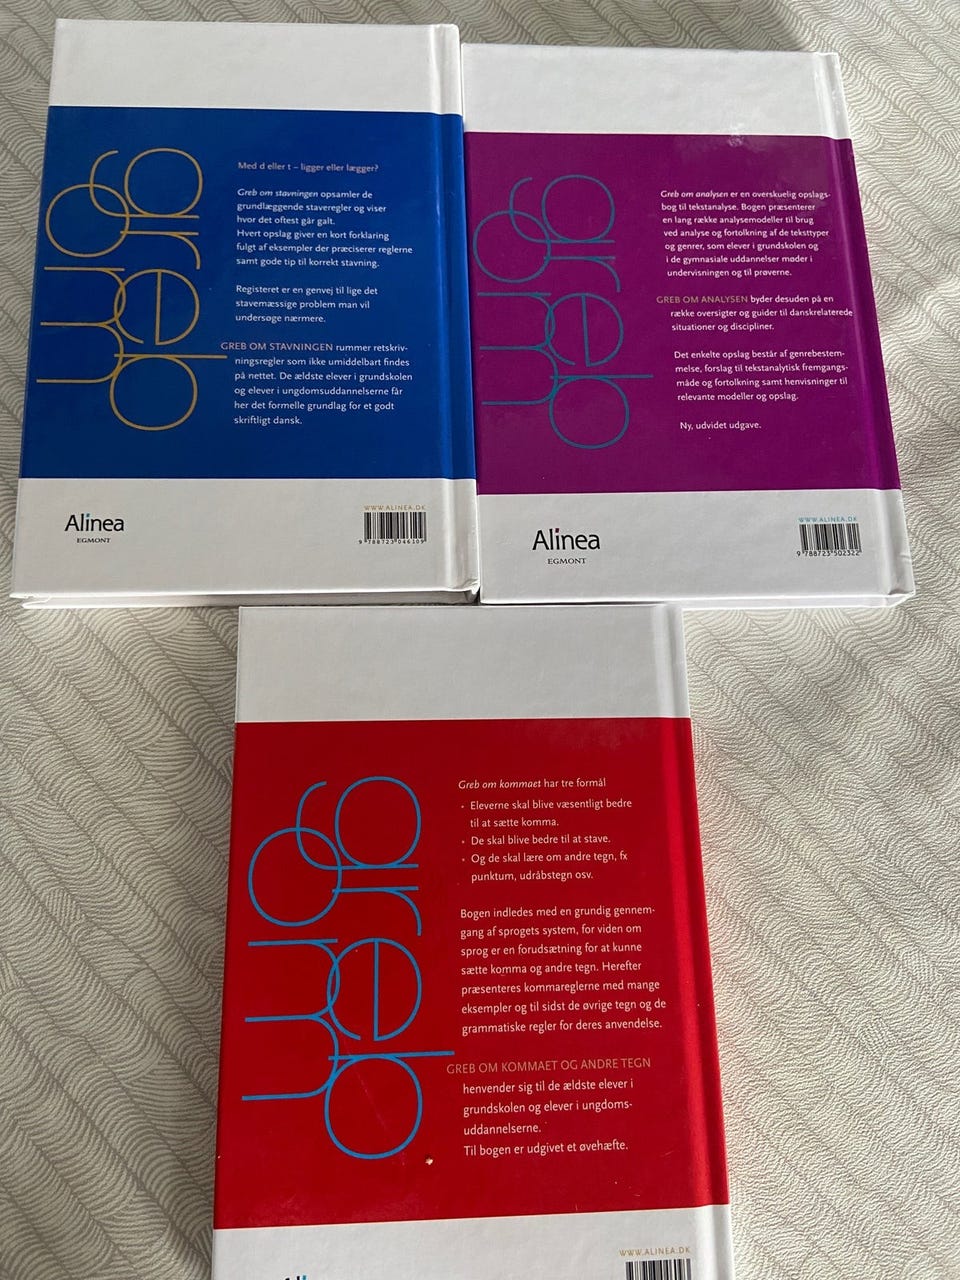 greb
om
Med d eller t – ligger eller lægger?
Greb om stavningen opsamler de
grundlæggende staveregler og viser
hvor det oftest går galt.
Hvert opslag giver en kort forklaring
fulgt af eksempler der præciserer reglerne
samt gode tip til korrekt stavning.
Registeret er en genvej til lige det
stavemæssige problem man vil
undersøge nærmere.
GREB OM STAVNINGEN rummer retskriv-
ningsregler som ikke umiddelbart findes
på nettet. De ældste elever i grundskolen
og elever i ungdomsuddannelserne får
her det formelle grundlag for et godt
skriftligt dansk.
Alinea
EGMONT
WWW.ALINEA.DK
9 788723 046109
greb
om
Greb om analysen er en overskuelig opslags-
bog til tekstanalyse. Bogen præsenterer
en lang række analysemodeller til brug
ved analyse og fortolkning af de teksttyper
og genrer, som elever i grundskolen og
i de gymnasiale uddannelser møder i
undervisningen og til prøverne.
GREB OM ANALYSEN byder desuden på en
række oversigter og guider til danskrelaterede
situationer og discipliner.
Det enkelte opslag består af genrebestem-
melse, forslag til tekstanalytisk fremgangs-
måde og fortolkning samt henvisninger til
relevante modeller og opslag.
Ny, udvidet udgave.
Alinea
EGMONT
WWW.ALINEA.DK
9 788723 502322
greb
om
Greb om kommaet har tre formål
• Eleverne skal blive væsentligt bedre
til at sætte komma.
• De skal blive bedre til at stave.
• Og de skal lære om andre tegn, fx
punktum, udråbstegn osv.
Bogen indledes med en grundig gennem-
gang af sprogets system, for viden om
sprog er en forudsætning for at kunne
sætte komma og andre tegn. Herefter
præsenteres kommareglerne med mange
eksempler og til sidst de øvrige tegn og de
grammatiske regler for deres anvendelse.
GREB OM KOMMAET OG ANDRE TEGN
henvender sig til de ældste elever i
grundskolen og elever i ungdoms-
uddannelserne.
Til bogen er udgivet et øvehæfte.
WWW.ALINEA.DK